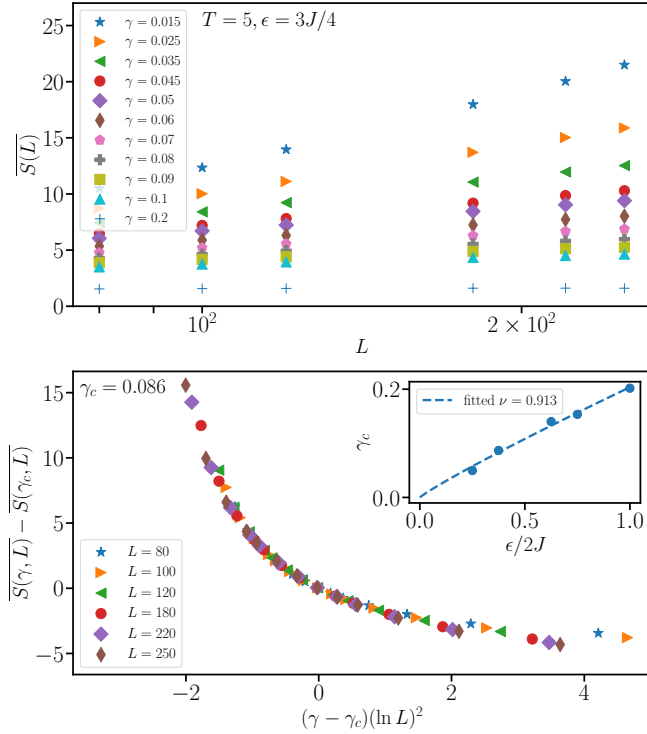 T = 5, ϵ = 3J/4
25
20
15
10
5
0
S(L)
γ = 0.015
γ = 0.025
γ = 0.035
γ = 0.045
γ = 0.05
γ = 0.06
γ = 0.07
γ = 0.08
γ = 0.09
γ = 0.1
γ = 0.2
10²
2 × 10²
L
γc = 0.086
15
10
5
0
−5
S(γ, L) − S(γc, L)
L = 80
L = 100
L = 120
L = 180
L = 220
L = 250
−2
0
2
4
(γ − γc)(ln L)²
fitted ν = 0.913
0.2
0.0
γc
0.0
0.5
1.0
ϵ/2J